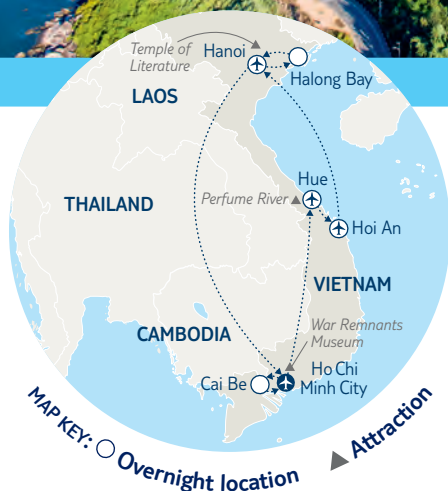 Temple of
Literature
Hanoi
Halong Bay
LAOS
Hue
THAILAND
Perfume River
Hoi An
VIETNAM
CAMBODIA
War Remnants
Museum
Ho Chi
Minh City
Cai Be
MAP KEY:
Overnight location
Attraction